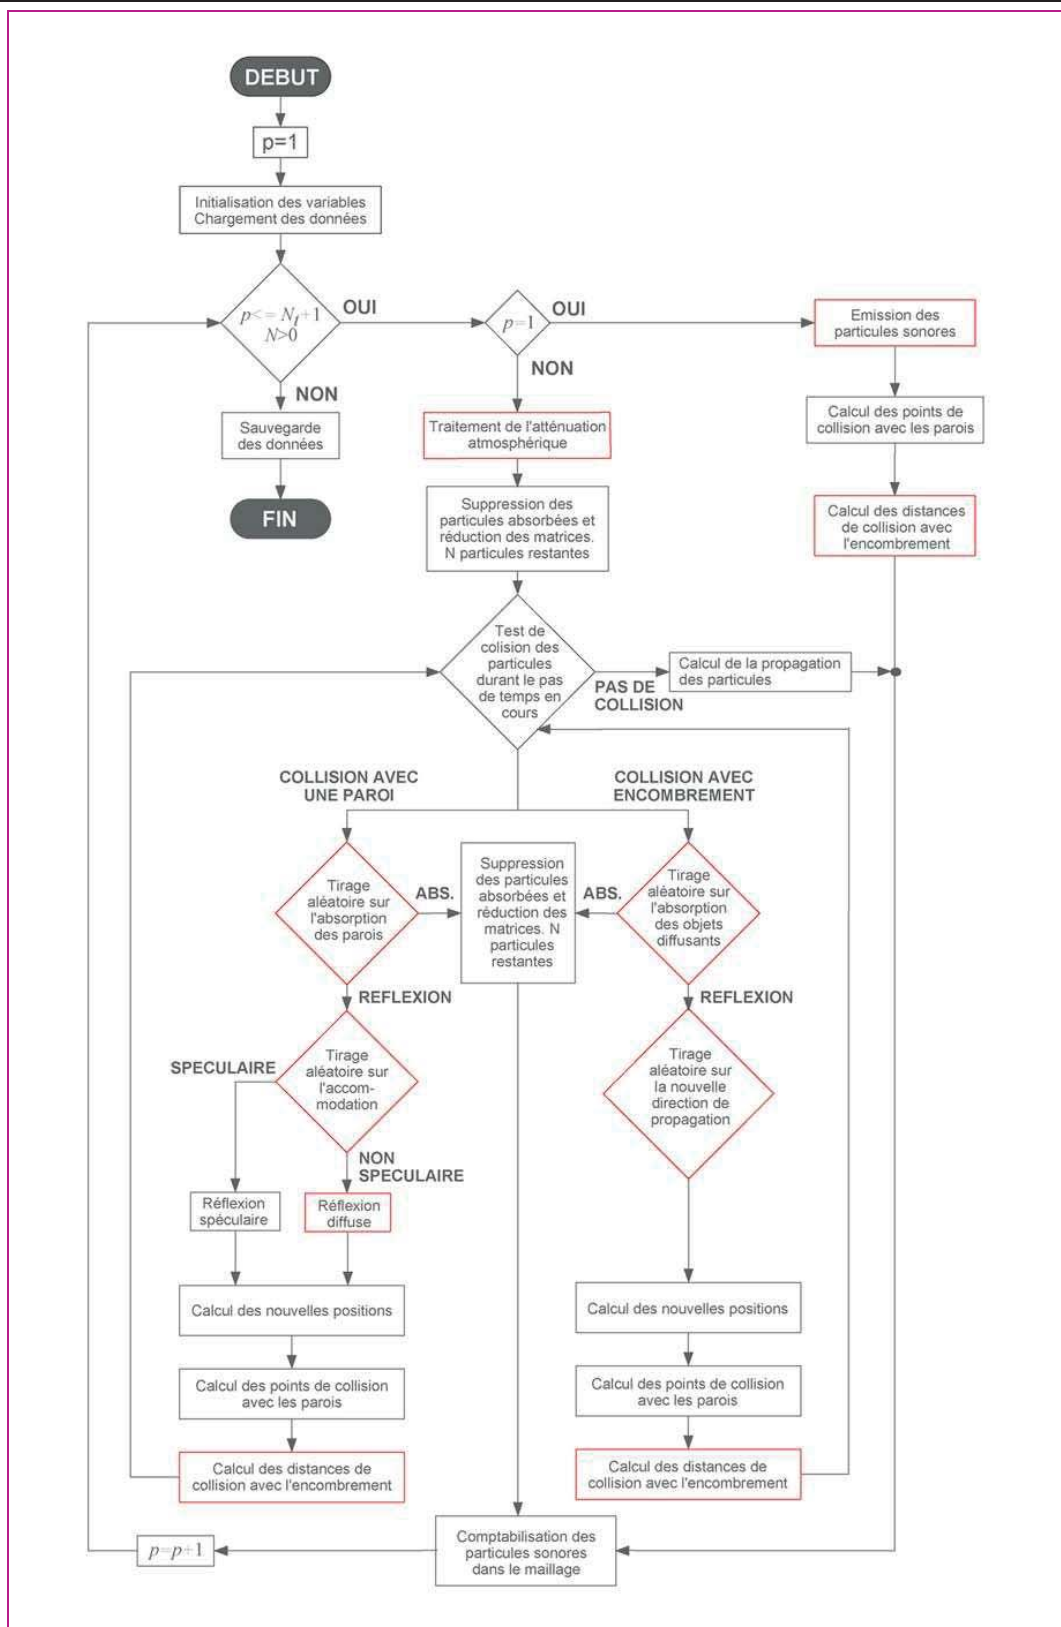 DEBUT
p=1
Initialisation des variables
Chargement des données
p<= Nt+1
N>0
OUI
p=1
OUI
Emission des
particules sonores
NON
NON
Sauvegarde
des données
Traitement de l'atténuation
atmosphérique
Calcul des points de
collision avec les parois
FIN
Suppression des
particules absorbées et
réduction des matrices.
N particules restantes
Calcul des distances
de collision avec
l'encombrement
Test de
colision des
particules
durant le pas
de temps en
cours
PAS DE
COLLISION
Calcul de la propagation
des particules
COLLISION AVEC
UNE PAROI
COLLISION AVEC
ENCOMBREMENT
Tirage
aléatoire sur
l'absorption
des parois
ABS.
Suppression
des particules
absorbées et
réduction des
matrices. N
particules
restantes
ABS.
Tirage
aléatoire sur
l'absorption
des objets
diffusants
REFLEXION
REFLEXION
SPECULAIRE
Tirage
aléatoire sur
l'accom-
modation
Tirage
aléatoire sur
la nouvelle
direction de
propagation
NON
SPECULAIRE
Réflexion
spéculaire
Réflexion
diffuse
Calcul des nouvelles positions
Calcul des nouvelles positions
Calcul des points de collision
avec les parois
Calcul des points de collision
avec les parois
Calcul des distances de
collision avec l'encombrement
Calcul des distances de
collision avec l'encombrement
p=p+1
Comptabilisation des
particules sonores
dans le maillage